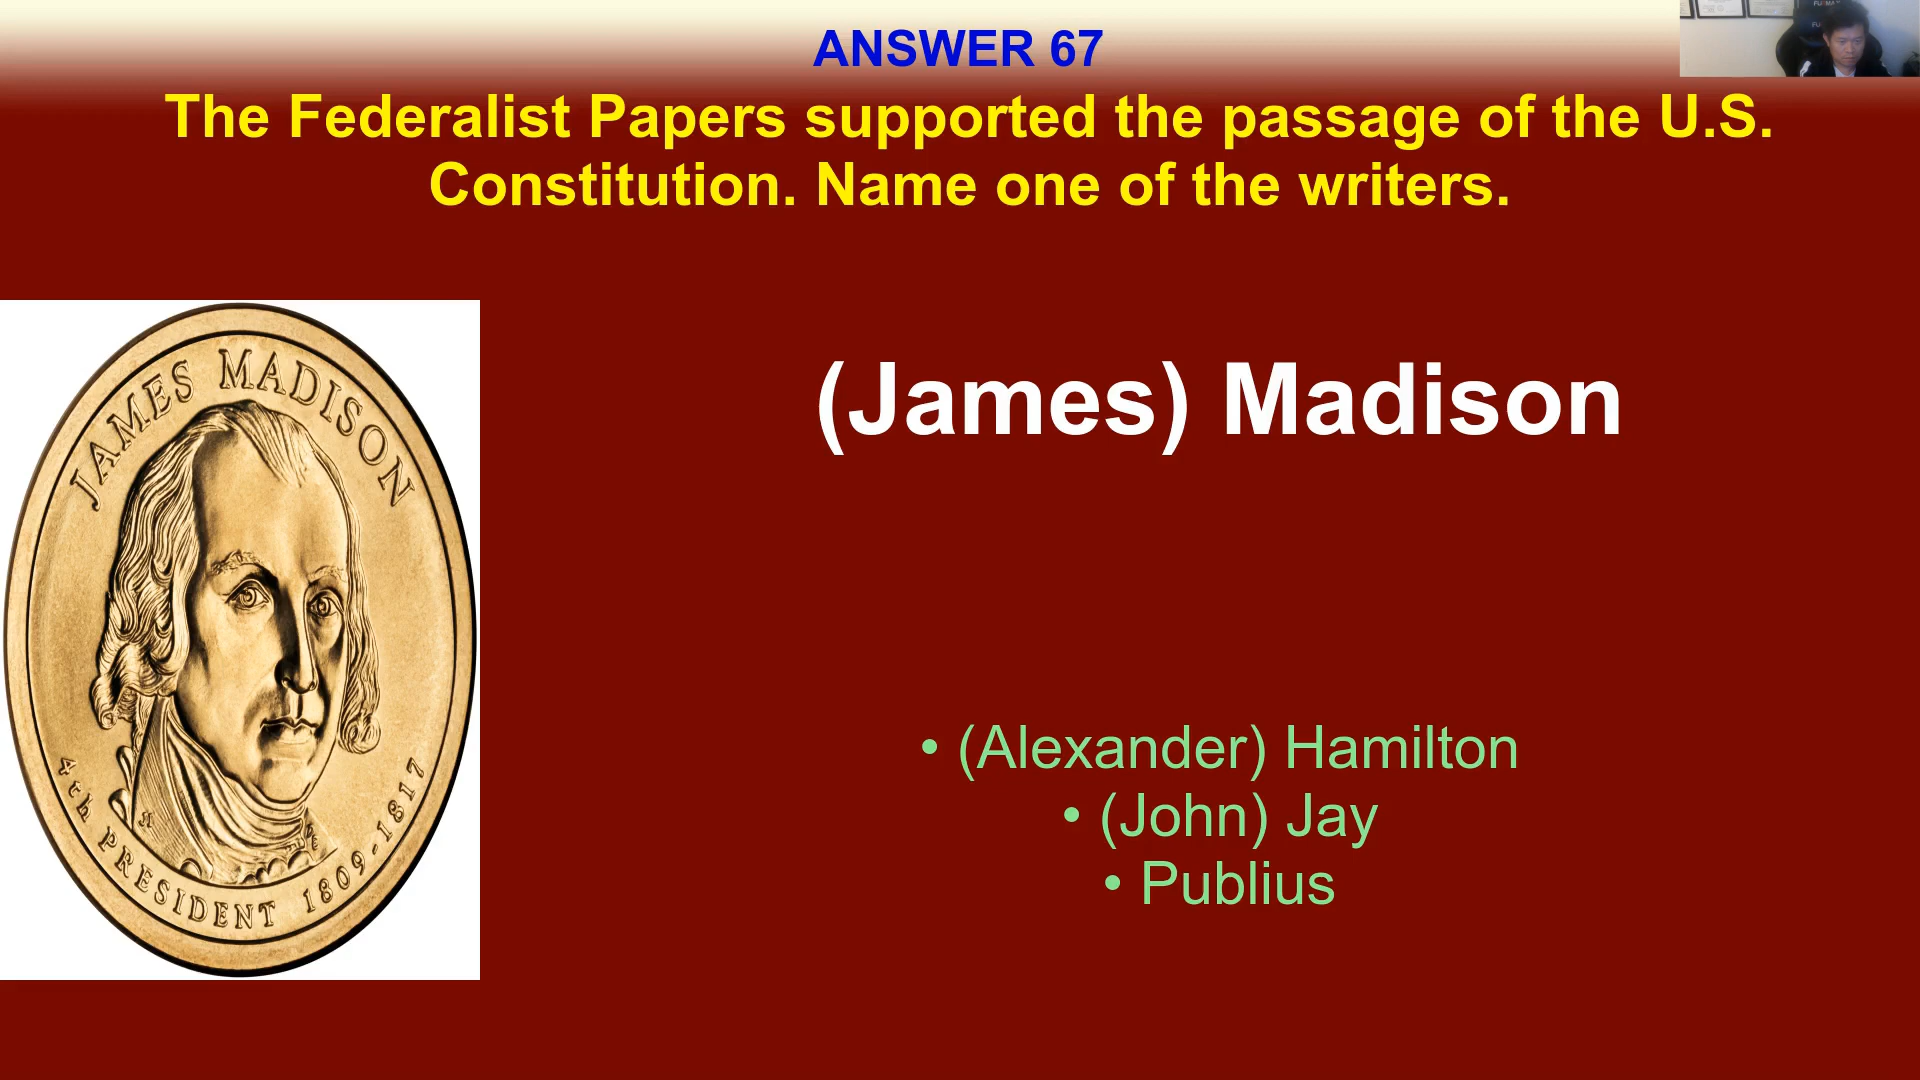 ANSWER 67
The Federalist Papers supported the passage of the U.S.
Constitution. Name one of the writers.
(James) Madison
JAMES MADISON
4th PRESIDENT 1809-1817
• (Alexander) Hamilton
• (John) Jay
• Publius